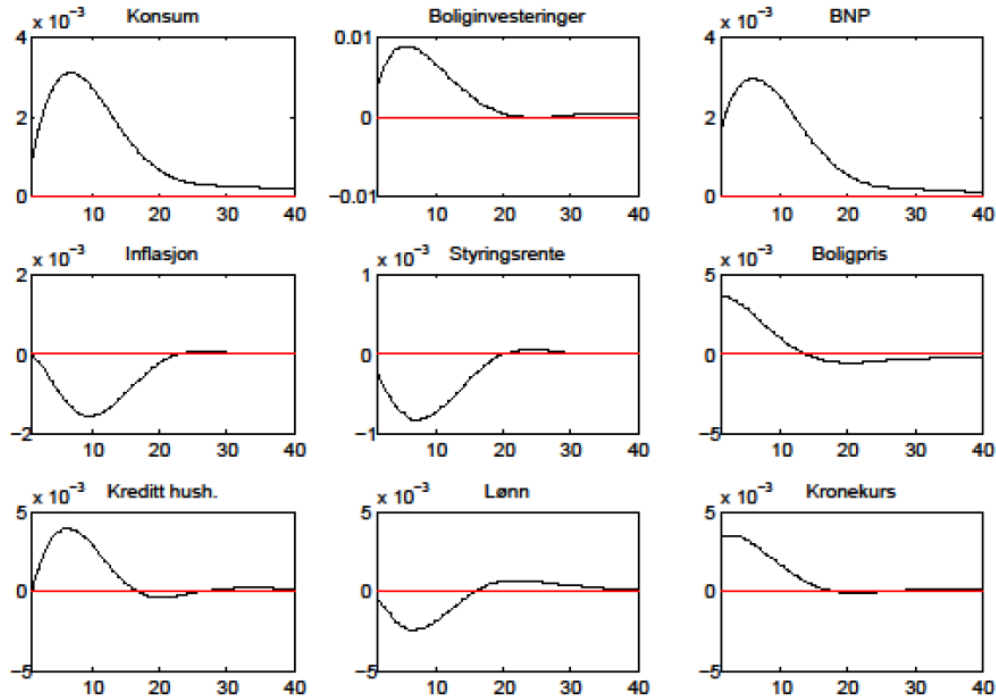 x 10⁻³ Konsum
4
2
0
10 20 30 40
Boliginvesteringer
0.01
0
−0.01
10 20 30 40
x 10⁻³ BNP
4
2
0
10 20 30 40
x 10⁻³ Inflasjon
2
0
−2
10 20 30 40
x 10⁻³ Styringsrente
1
0
−1
10 20 30 40
x 10⁻³ Boligpris
5
0
−5
10 20 30 40
x 10⁻³ Kreditt hush.
5
0
−5
10 20 30 40
x 10⁻³ Lønn
5
0
−5
10 20 30 40
x 10⁻³ Kronekurs
5
0
−5
10 20 30 40